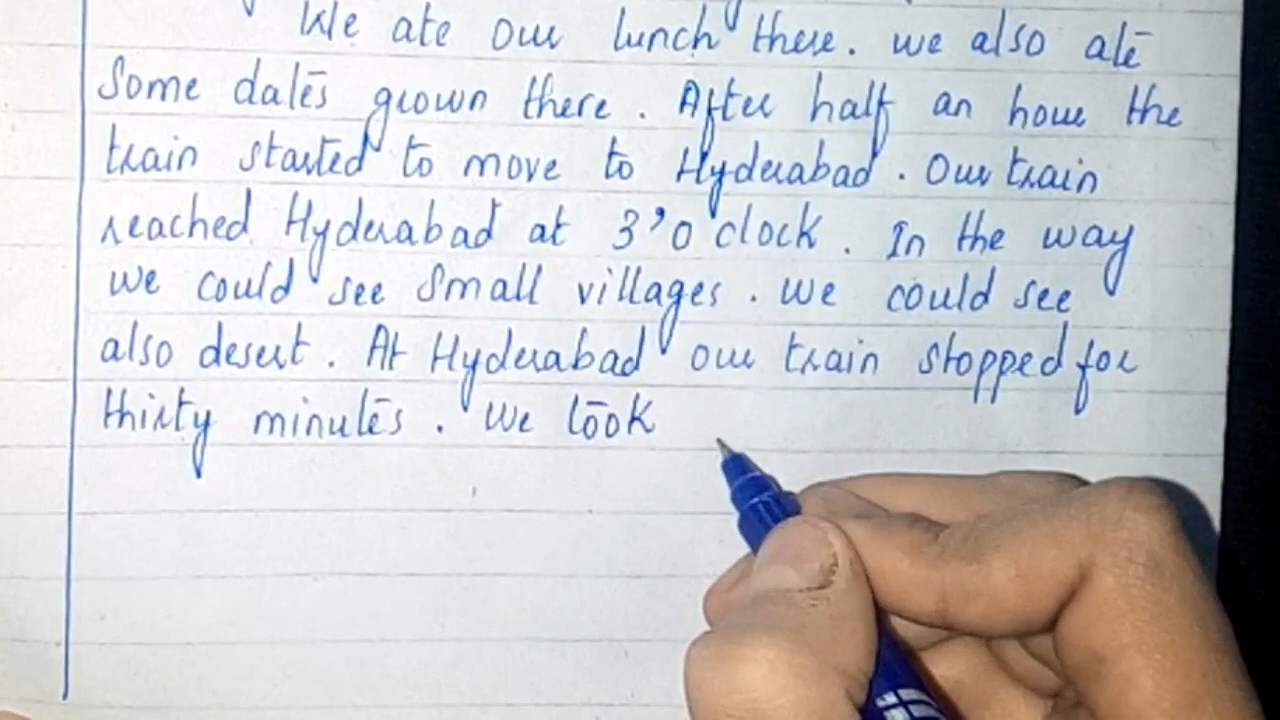 We ate our lunch there. we also ate
Some dates grown there. After half an hour the
train started to move to Hyderabad. Our train
reached Hyderabad at 3'0 clock. In the way
we could see small villages. we could see
also desert. At Hyderabad our train stopped for
thirty minutes. We took